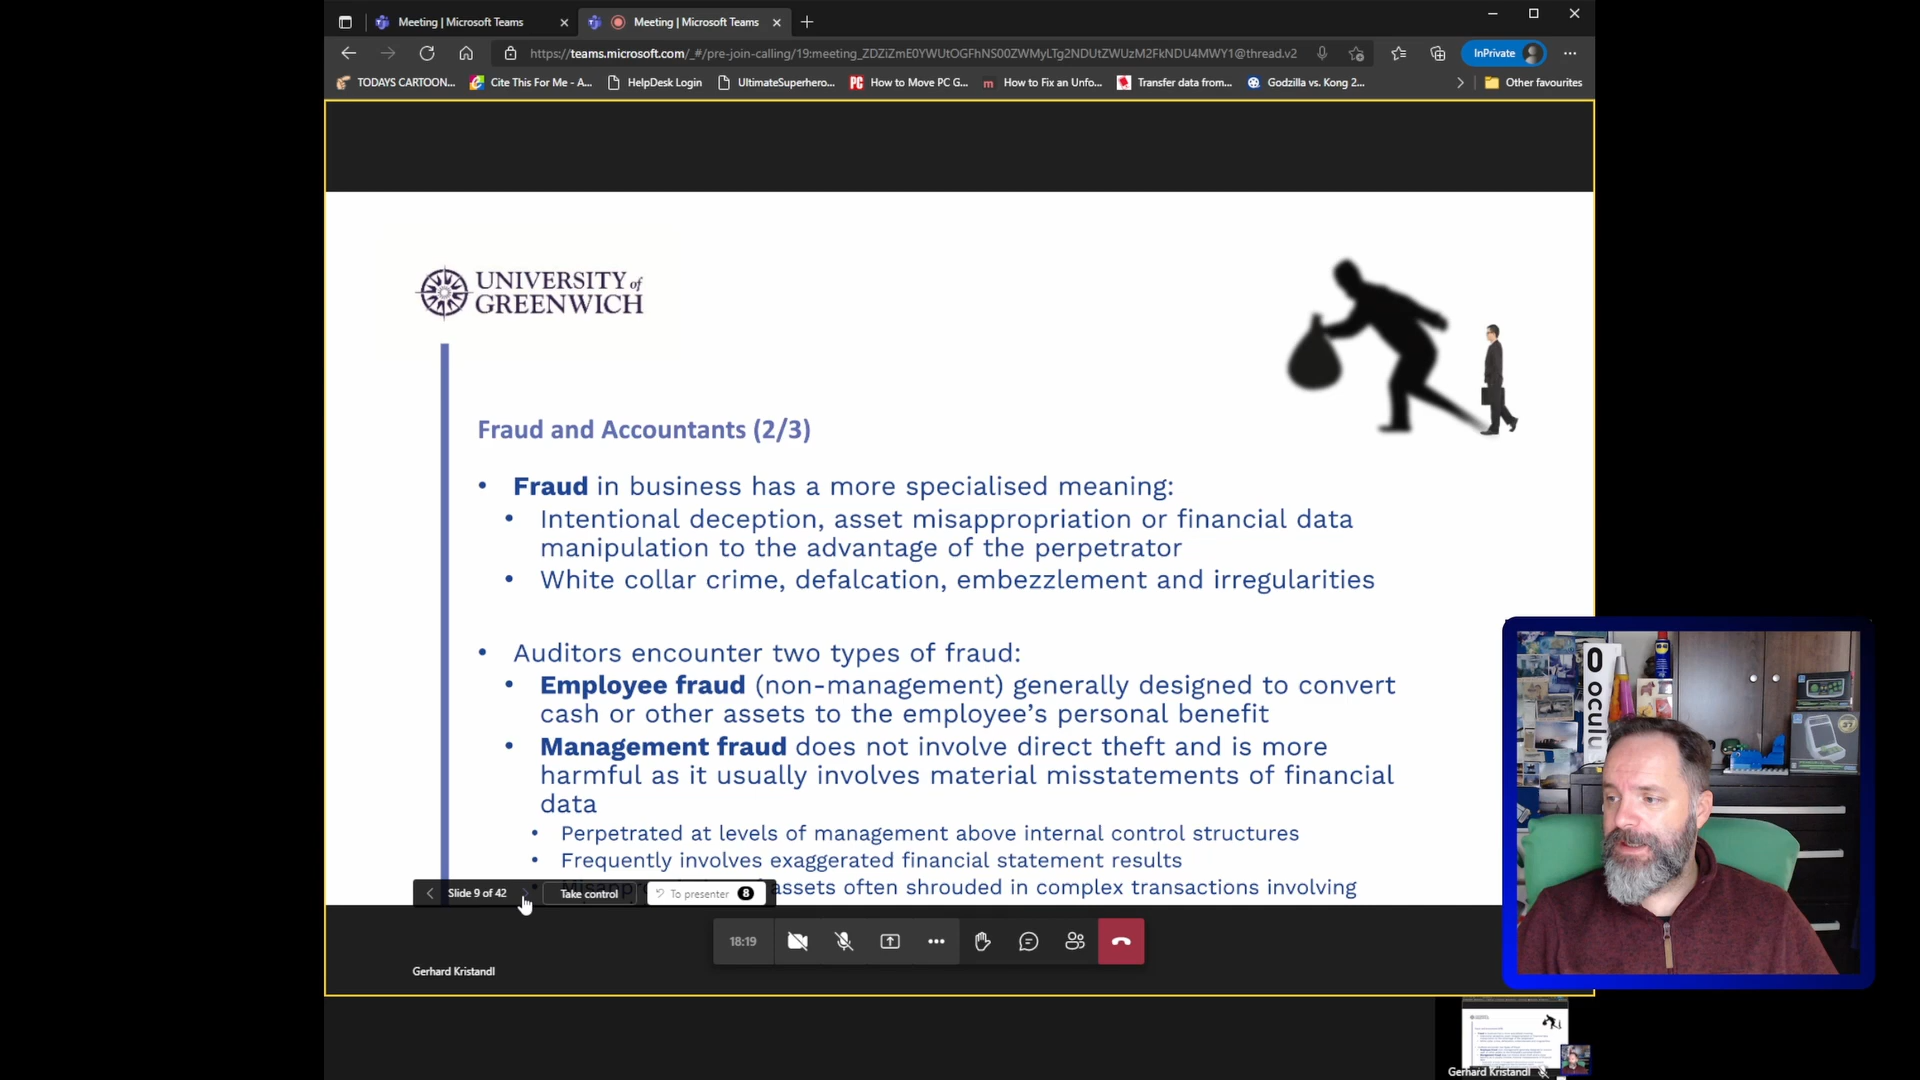 Meeting | Microsoft Teams
Meeting | Microsoft Teams
https://teams.microsoft.com/_#/pre-join-calling/19:meeting_ZDZiZmE0YWUtOGFhNS00ZWMyLTg2NDUtZWUzM2FkNDU4MWY1@thread.v2
InPrivate
TODAYS CARTOON...
Cite This For Me - A...
HelpDesk Login
UltimateSuperhero...
PC
How to Move PC G...
m
How to Fix an Unfo...
Transfer data from...
Godzilla vs. Kong 2...
Other favourites
UNIVERSITY of
GREENWICH
Fraud and Accountants (2/3)
• Fraud in business has a more specialised meaning:
• Intentional deception, asset misappropriation or financial data
manipulation to the advantage of the perpetrator
• White collar crime, defalcation, embezzlement and irregularities
• Auditors encounter two types of fraud:
• Employee fraud (non-management) generally designed to convert
cash or other assets to the employee's personal benefit
• Management fraud does not involve direct theft and is more
harmful as it usually involves material misstatements of financial
data
• Perpetrated at levels of management above internal control structures
• Frequently involves exaggerated financial statement results
assets often shrouded in complex transactions involving
Slide 9 of 42
Take control
To presenter 8
18:19
Gerhard Kristandl
Gerhard Kristandl